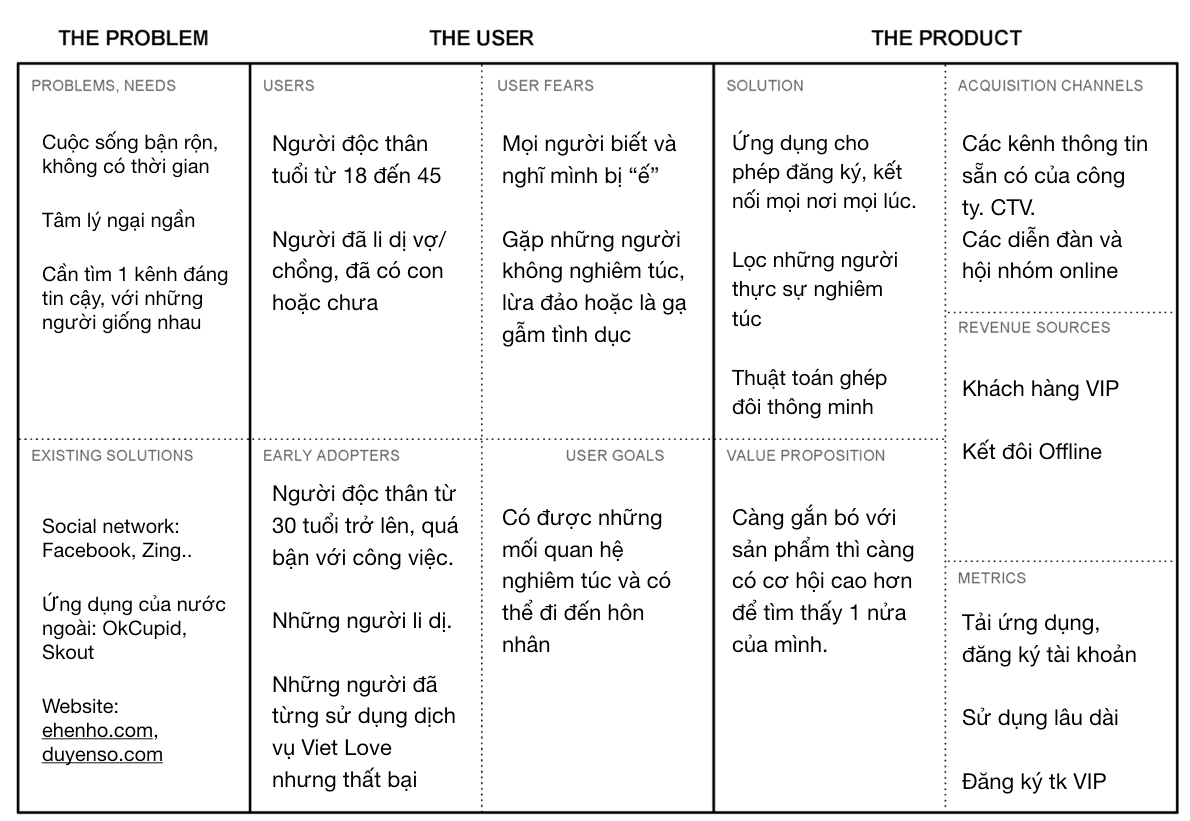 THE PROBLEM
THE USER
THE PRODUCT
PROBLEMS, NEEDS
Cuộc sống bận rộn,
không có thời gian
Tâm lý ngại ngần
Cần tìm 1 kênh đáng
tin cậy, với những
người giống nhau
EXISTING SOLUTIONS
Social network:
Facebook, Zing..
Ứng dụng của nước
ngoài: OkCupid,
Skout
Website:
ehenho.com,
duyenso.com
USERS
Người độc thân
tuổi từ 18 đến 45
Người đã li dị vợ/
chồng, đã có con
hoặc chưa
EARLY ADOPTERS
Người độc thân từ
30 tuổi trở lên, quá
bận với công việc.
Những người li dị.
Những người đã
từng sử dụng dịch
vụ Viet Love
nhưng thất bại
USER FEARS
Mọi người biết và
nghĩ mình bị “ế”
Gặp những người
không nghiêm túc,
lừa đảo hoặc là gạ
gẫm tình dục
USER GOALS
Có được những
mối quan hệ
nghiêm túc và có
thể đi đến hôn
nhân
SOLUTION
Ứng dụng cho
phép đăng ký, kết
nối mọi nơi mọi lúc.
Lọc những người
thực sự nghiêm
túc
Thuật toán ghép
đôi thông minh
VALUE PROPOSITION
Càng gắn bó với
sản phẩm thì càng
có cơ hội cao hơn
để tìm thấy 1 nửa
của mình.
ACQUISITION CHANNELS
Các kênh thông tin
sẵn có của công
ty. CTV.
Các diễn đàn và
hội nhóm online
REVENUE SOURCES
Khách hàng VIP
Kết đôi Offline
METRICS
Tải ứng dụng,
đăng ký tài khoản
Sử dụng lâu dài
Đăng ký tk VIP